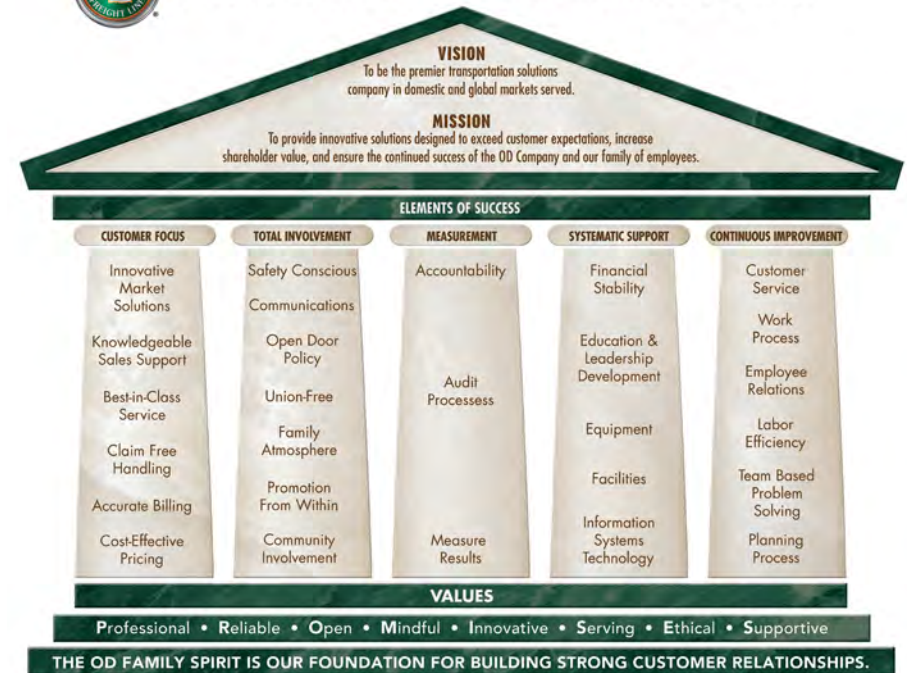 FREIGHT LINE
VISION
To be the premier transportation solutions
company in domestic and global markets served.
MISSION
To provide innovative solutions designed to exceed customer expectations, increase
shareholder value, and ensure the continued success of the OD Company and our family of employees.
ELEMENTS OF SUCCESS
CUSTOMER FOCUS
Innovative
Market
Solutions
Knowledgeable
Sales Support
Best-in-Class
Service
Claim Free
Handling
Accurate Billing
Cost-Effective
Pricing
TOTAL INVOLVEMENT
Safety Conscious
Communications
Open Door
Policy
Union-Free
Family
Atmosphere
Promotion
From Within
Community
Involvement
MEASUREMENT
Accountability
Audit
Processess
Measure
Results
SYSTEMATIC SUPPORT
Financial
Stability
Education &
Leadership
Development
Equipment
Facilities
Information
Systems
Technology
CONTINUOUS IMPROVEMENT
Customer
Service
Work
Process
Employee
Relations
Labor
Efficiency
Team Based
Problem
Solving
Planning
Process
VALUES
Professional • Reliable • Open • Mindful • Innovative • Serving • Ethical • Supportive
THE OD FAMILY SPIRIT IS OUR FOUNDATION FOR BUILDING STRONG CUSTOMER RELATIONSHIPS.